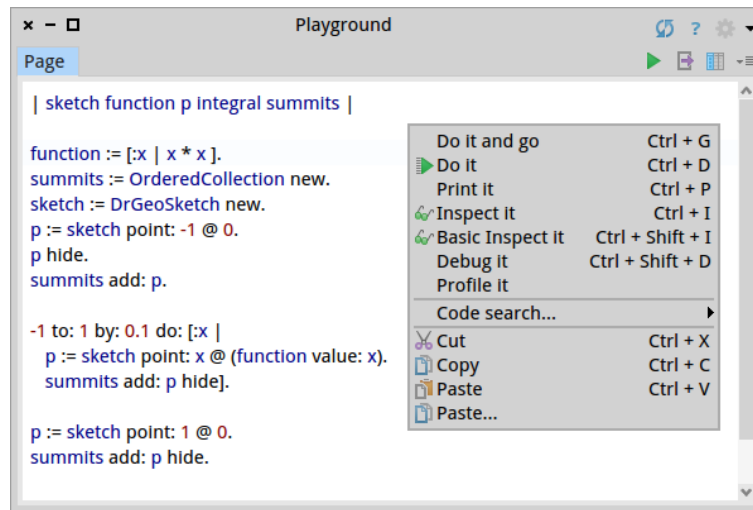 Playground
?
Page
| sketch function p integral summits |
function := [:x | x * x ].
summits := OrderedCollection new.
sketch := DrGeoSketch new.
p := sketch point: -1 @ 0.
p hide.
summits add: p.
-1 to: 1 by: 0.1 do: [:x |
p := sketch point: x @ (function value: x).
summits add: p hide].
p := sketch point: 1 @ 0.
summits add: p hide.
Do it and go Ctrl + G
Do it Ctrl + D
Print it Ctrl + P
Inspect it Ctrl + I
Basic Inspect it Ctrl + Shift + I
Debug it Ctrl + Shift + D
Profile it
Code search...
Cut Ctrl + X
Copy Ctrl + C
Paste Ctrl + V
Paste...